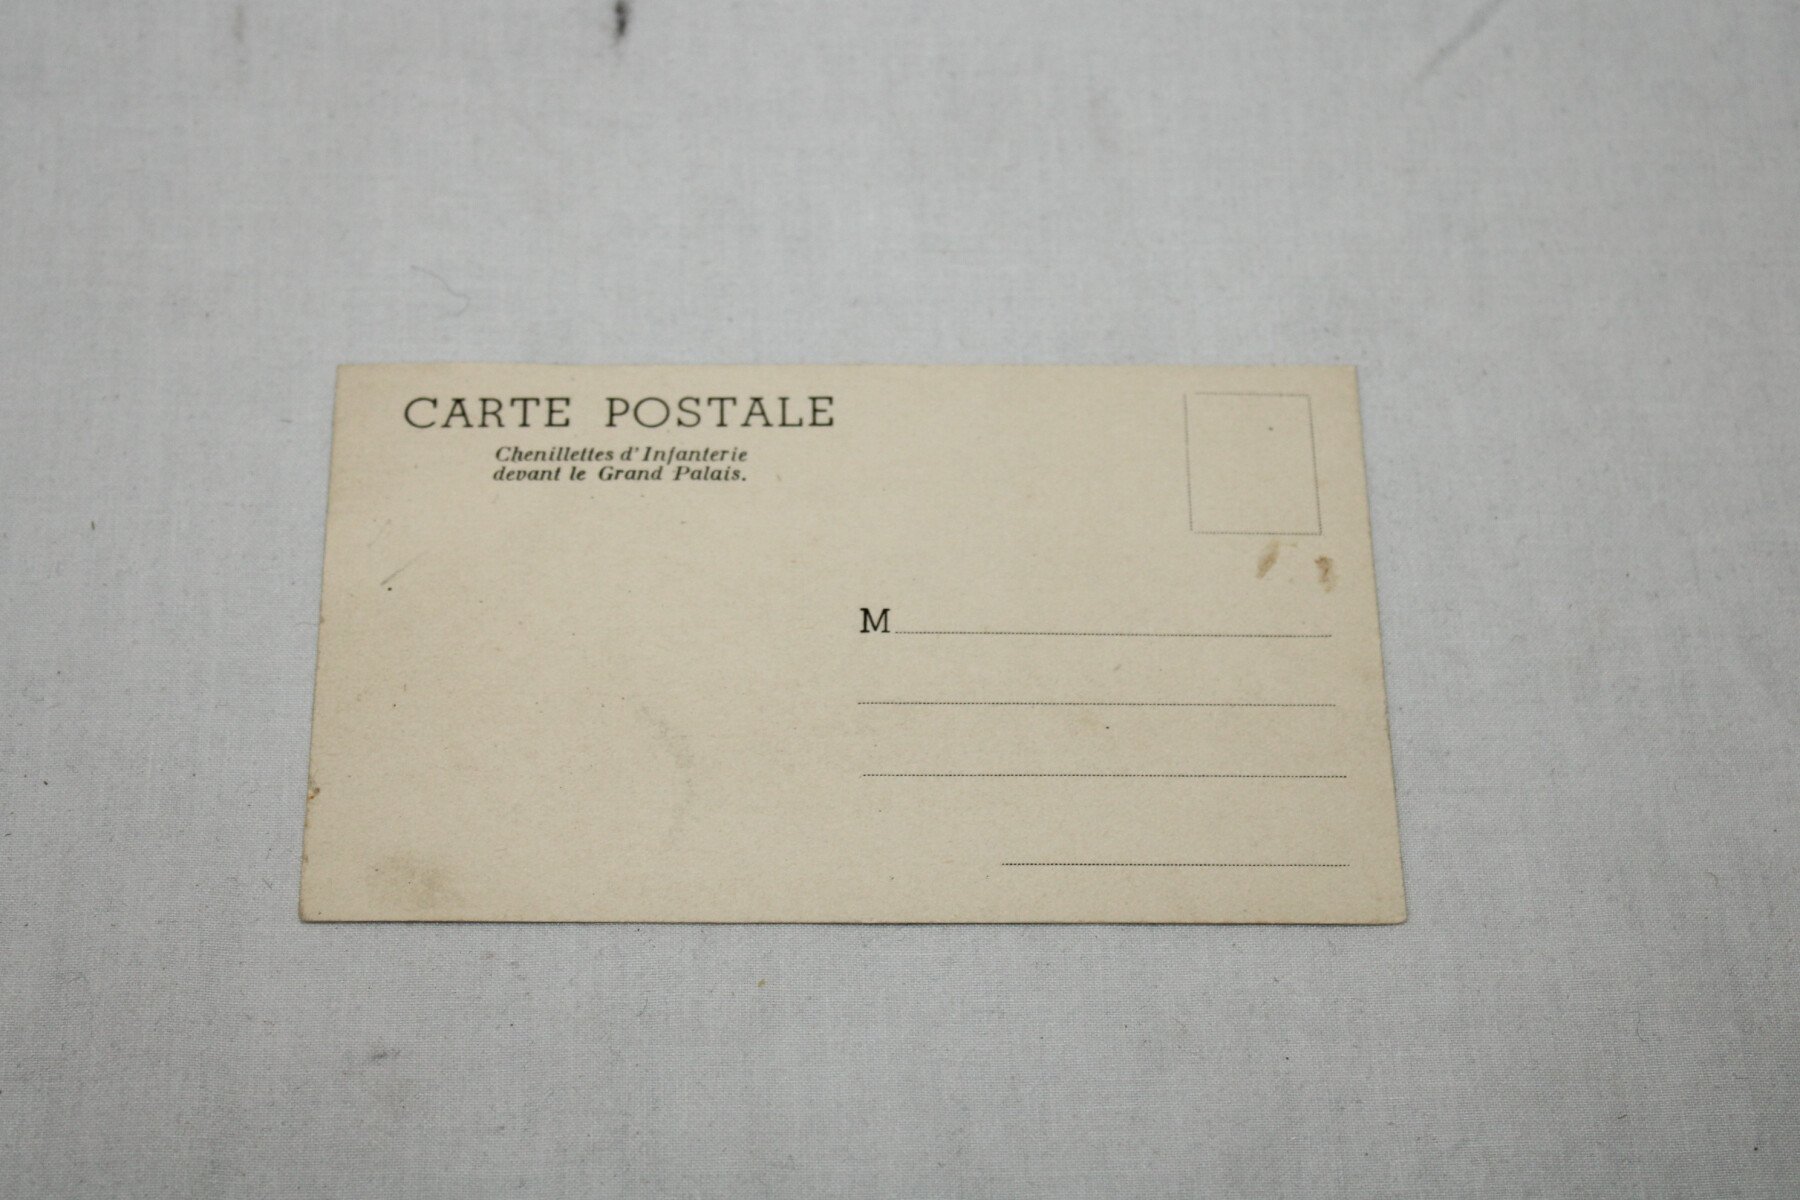 CARTE POSTALE
Chenillettes d'Infanterie
devant le Grand Palais.
M